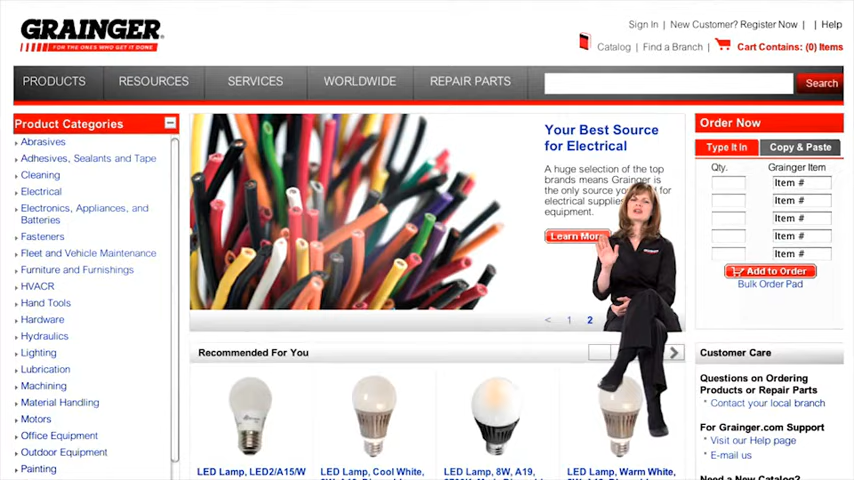 GRAINGER
FOR THE ONES WHO GET IT DONE
Sign In | New Customer? Register Now | | Help
Catalog | Find a Branch | Cart Contains: (0) Items
PRODUCTS RESOURCES SERVICES WORLDWIDE REPAIR PARTS Search
Product Categories
Abrasives
Adhesives, Sealants and Tape
Cleaning
Electrical
Electronics, Appliances, and
Batteries
Fasteners
Fleet and Vehicle Maintenance
Furniture and Furnishings
HVACR
Hand Tools
Hardware
Hydraulics
Lighting
Lubrication
Machining
Material Handling
Motors
Office Equipment
Outdoor Equipment
Painting
Your Best Source
for Electrical
A huge selection of the top
brands means Grainger is
the only source you for
electrical supplies
equipment.
Learn More
< 1 2
Recommended For You
LED Lamp, LED2/A15/W
LED Lamp, Cool White,
LED Lamp, 8W, A19,
LED Lamp, Warm White,
Order Now
Type It In Copy & Paste
Qty. Grainger Item
Item #
Item #
Item #
Item #
Item #
Add to Order
Bulk Order Pad
Customer Care
Questions on Ordering
Products or Repair Parts
Contact your local branch
For Grainger.com Support
Visit our Help page
E-mail us
Need a New Catalog?